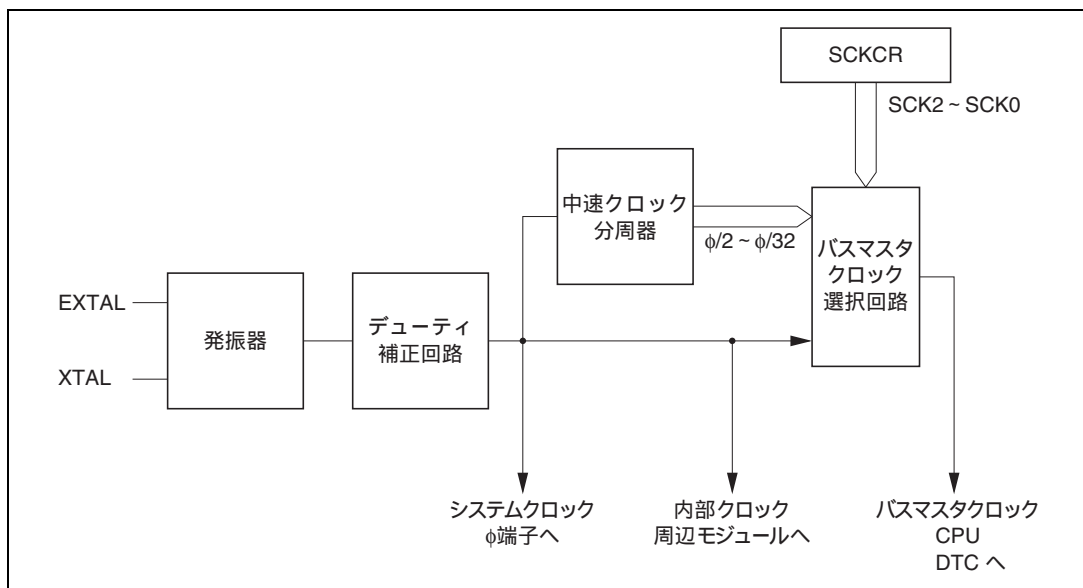 SCKCR
SCK2 ~ SCK0
中速クロック
分周器
φ/2 ~ φ/32
バスマスタ
クロック
選択回路
EXTAL
XTAL
発振器
デューティ
補正回路
システムクロック
φ端子へ
内部クロック
周辺モジュールへ
バスマスタクロック
CPU
DTC へ